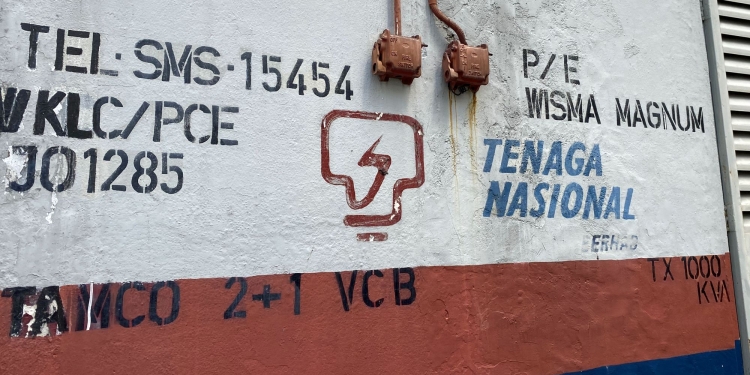 TEL·SMS·15454
WKLC/PCE
JO1285
P/E
WISMA MAGNUM
TENAGA
NASIONAL
BERHAD
TAMCO 2+1 VCB
TX 1000
KVA